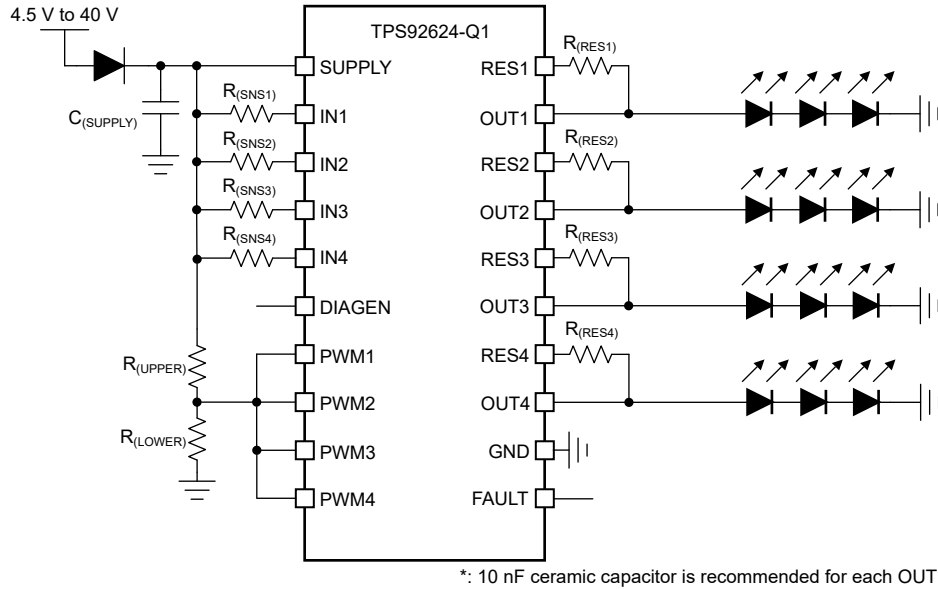 4.5 V to 40 V
TPS92624-Q1
C(SUPPLY)
R(SNS1)
R(SNS2)
R(SNS3)
R(SNS4)
R(UPPER)
R(LOWER)
SUPPLY
IN1
IN2
IN3
IN4
DIAGEN
PWM1
PWM2
PWM3
PWM4
RES1
OUT1
RES2
OUT2
RES3
OUT3
RES4
OUT4
GND
FAULT
R(RES1)
R(RES2)
R(RES3)
R(RES4)
*: 10 nF ceramic capacitor is recommended for each OUT